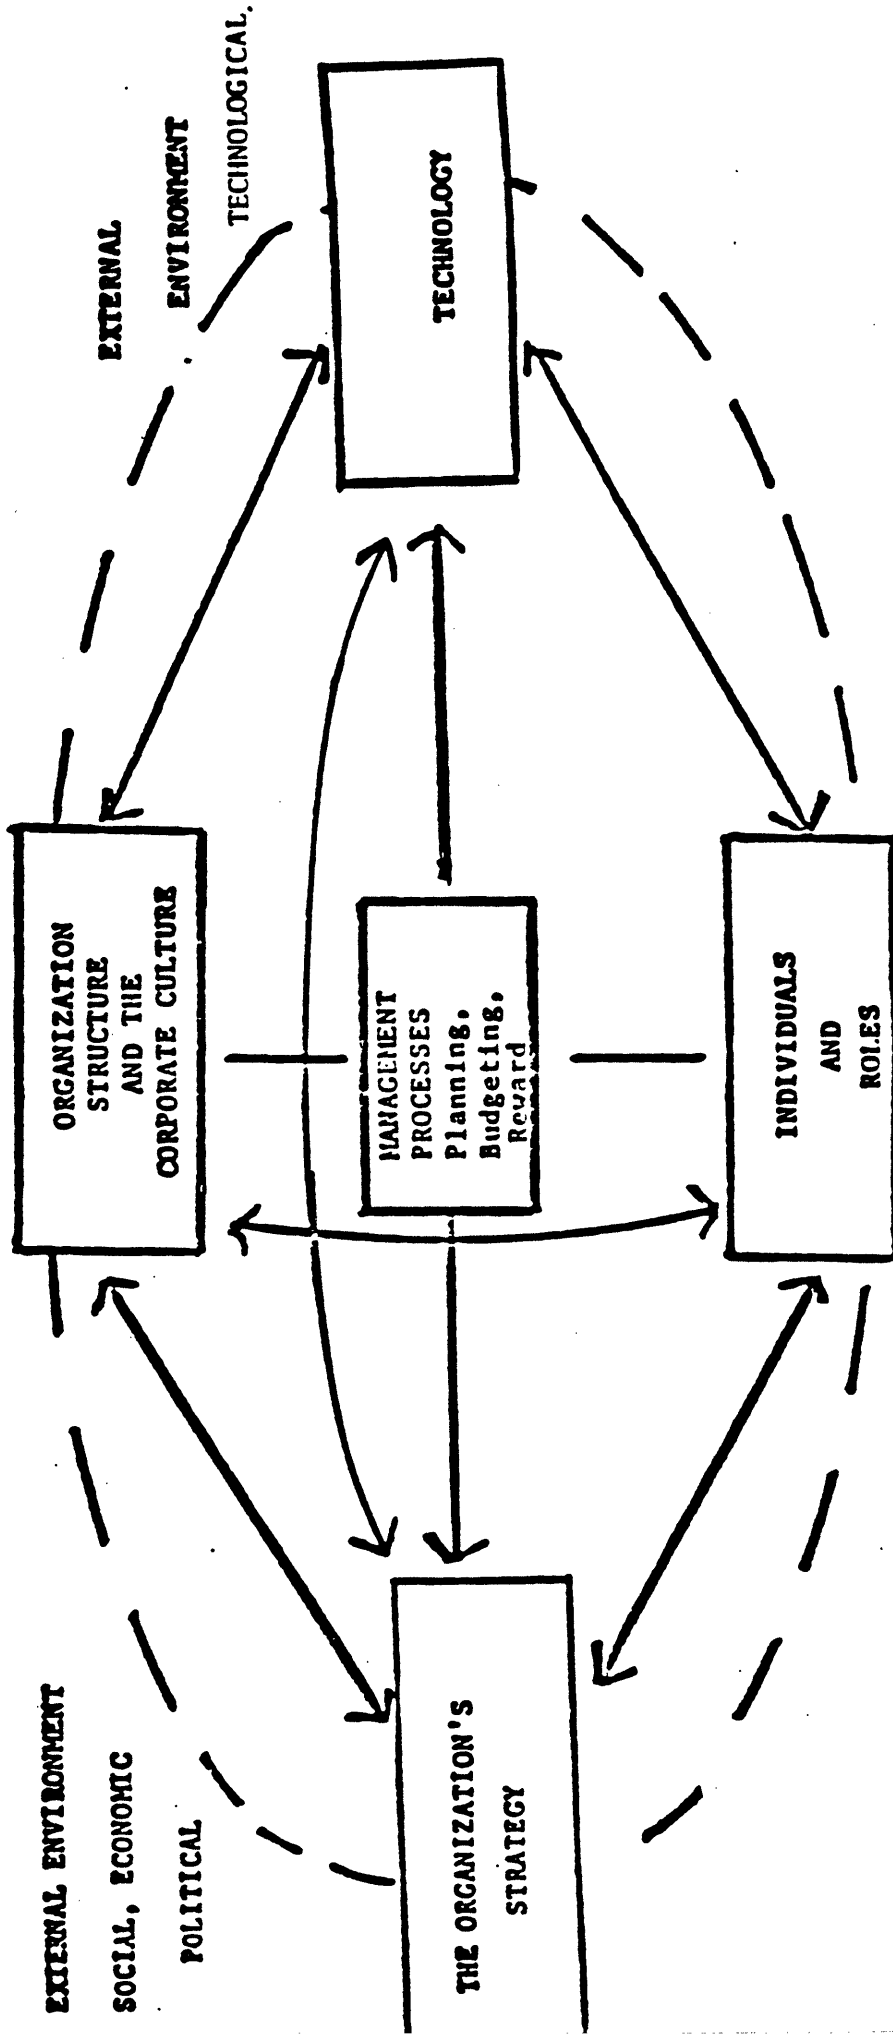 EXTERNAL ENVIRONMENT
SOCIAL, ECONOMIC
POLITICAL
EXTERNAL
ENVIRONMENT
TECHNOLOGICAL.
ORGANIZATION
STRUCTURE
AND THE
CORPORATE CULTURE
THE ORGANIZATION'S
STRATEGY
MANAGEMENT
PROCESSES
Planning,
Budgeting,
Reward
TECHNOLOGY
INDIVIDUALS
AND
ROLES